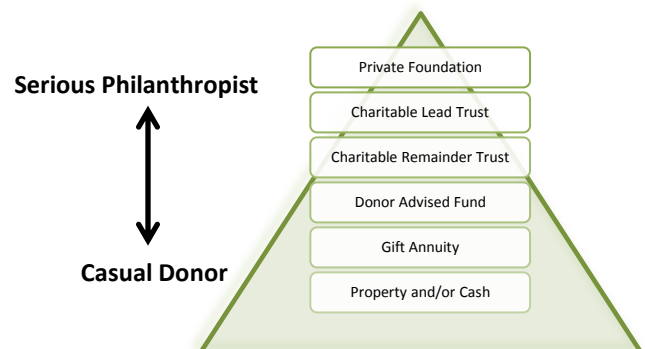 Serious Philanthropist
Casual Donor
Private Foundation
Charitable Lead Trust
Charitable Remainder Trust
Donor Advised Fund
Gift Annuity
Property and/or Cash